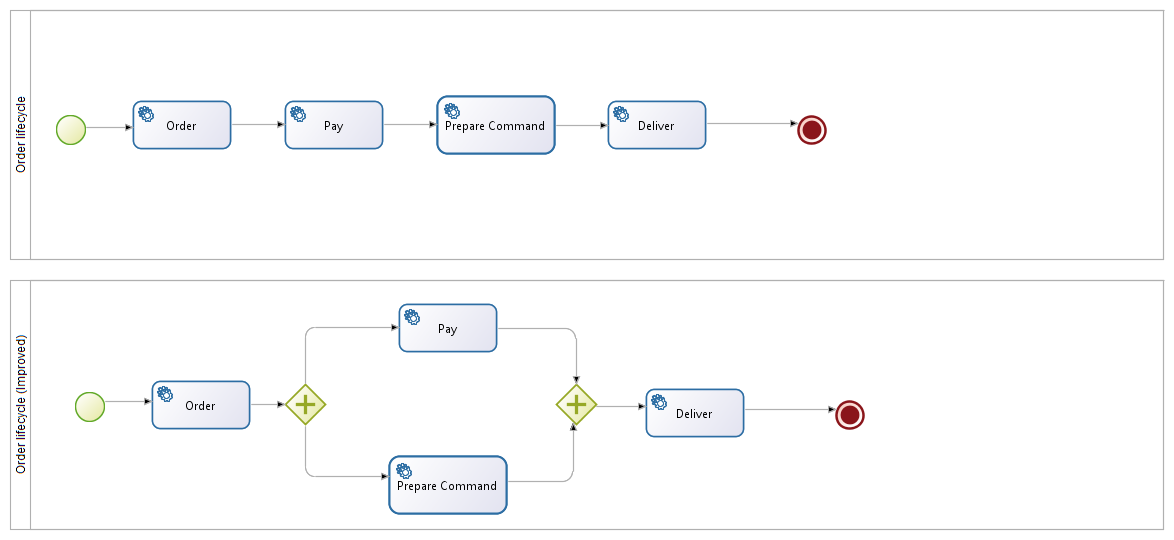 Order lifecycle
Order
Pay
Prepare Command
Deliver
Order lifecycle (Improved)
Order
Pay
Prepare Command
Deliver